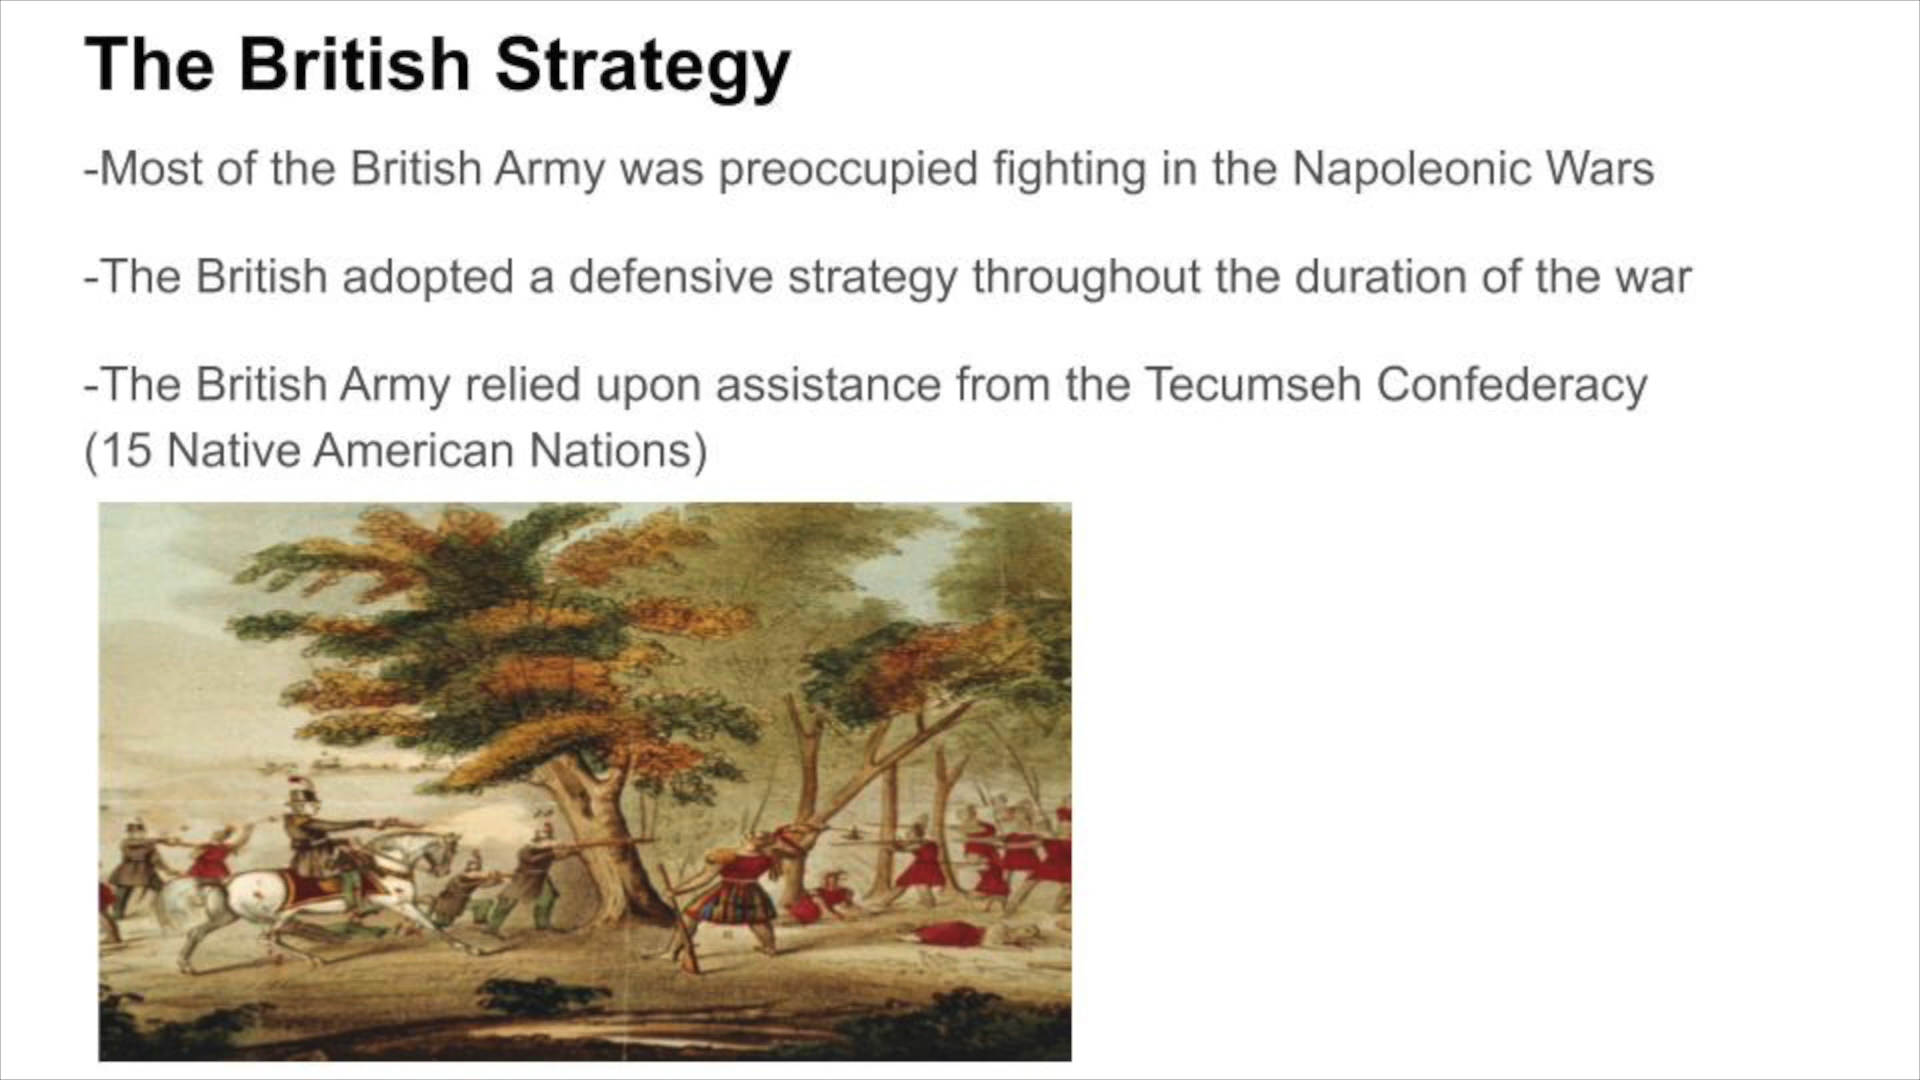 The British Strategy
-Most of the British Army was preoccupied fighting in the Napoleonic Wars
-The British adopted a defensive strategy throughout the duration of the war
-The British Army relied upon assistance from the Tecumseh Confederacy
(15 Native American Nations)